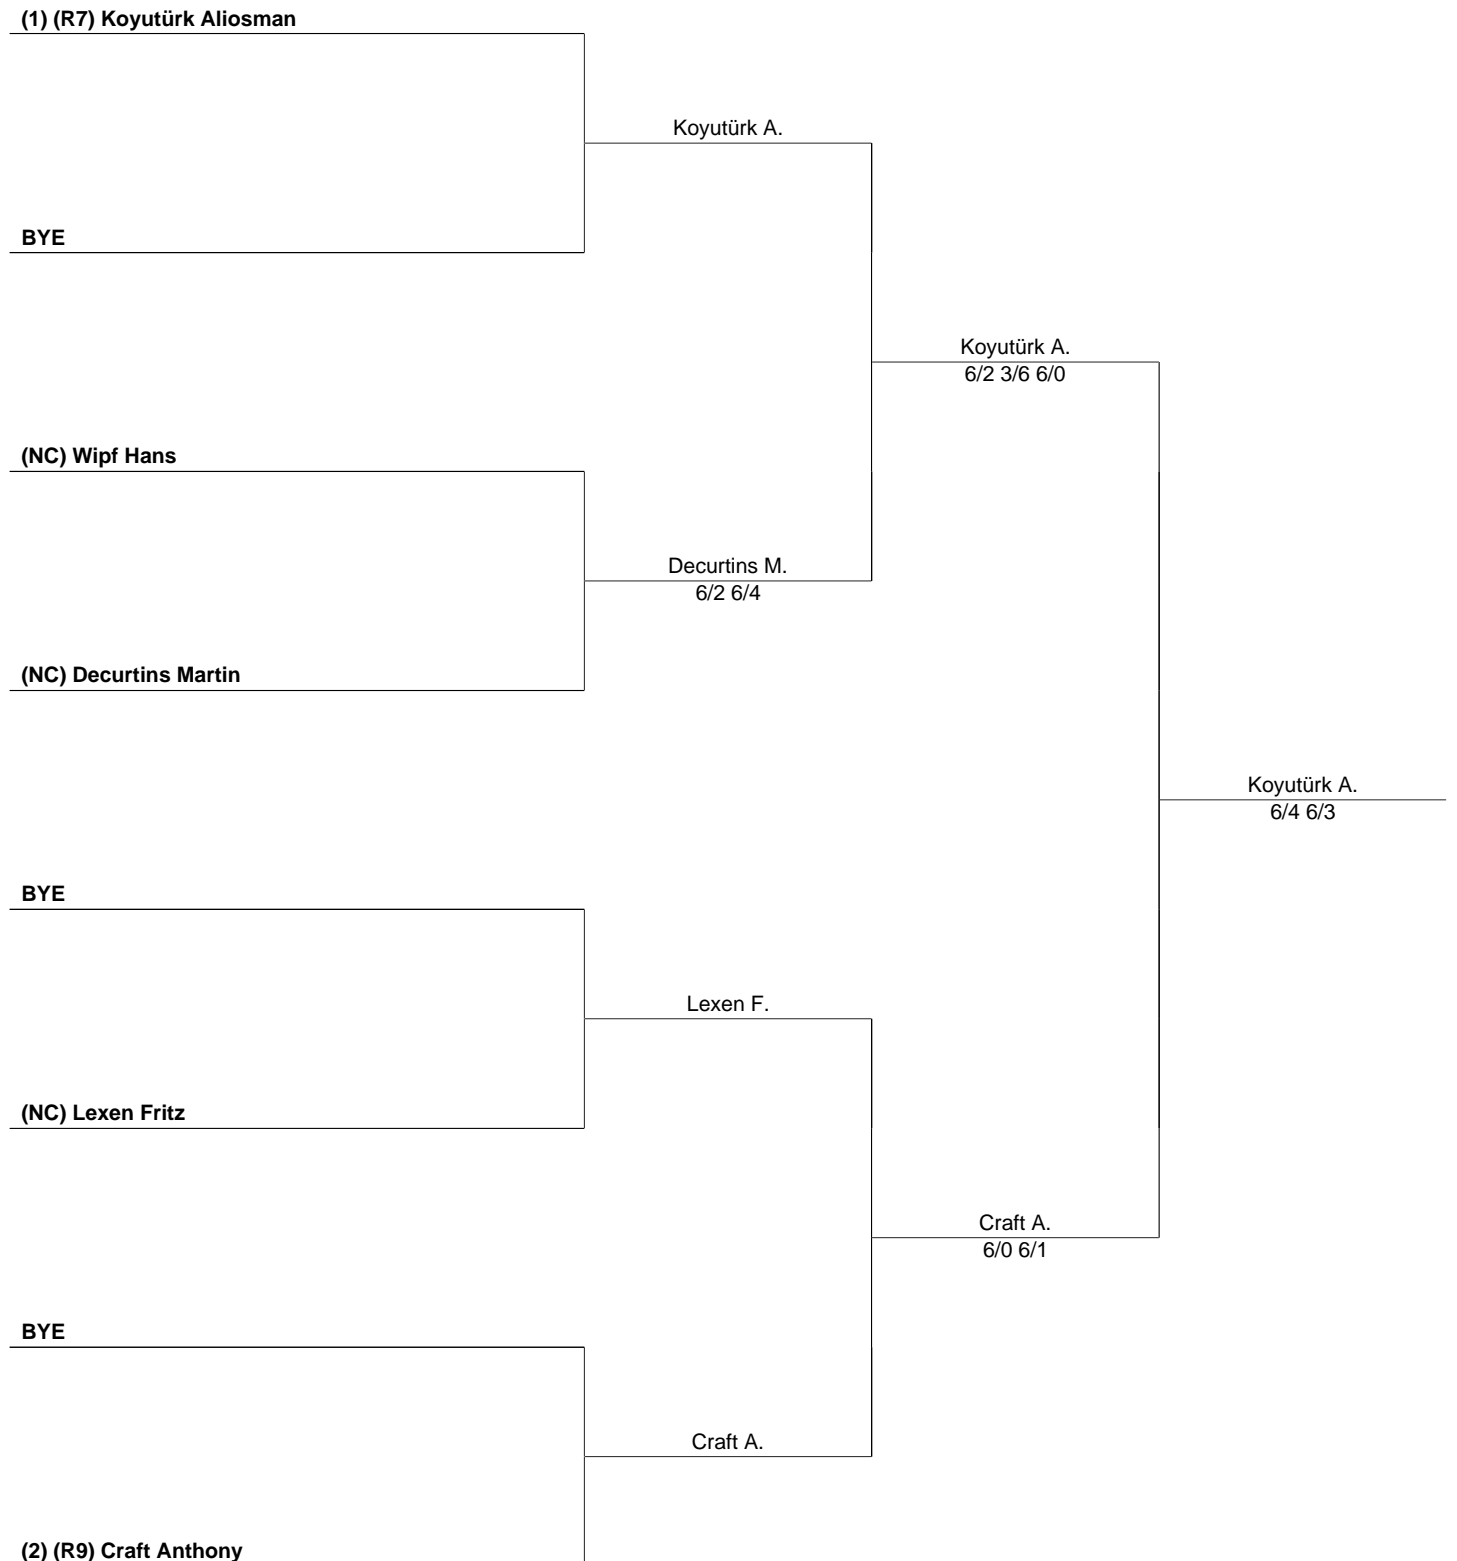 (1) (R7) Koyutürk Aliosman
Koyutürk A.
BYE
Koyutürk A.
6/2 3/6 6/0
(NC) Wipf Hans
Decurtins M.
6/2 6/4
(NC) Decurtins Martin
Koyutürk A.
6/4 6/3
BYE
Lexen F.
(NC) Lexen Fritz
Craft A.
6/0 6/1
BYE
Craft A.
(2) (R9) Craft Anthony